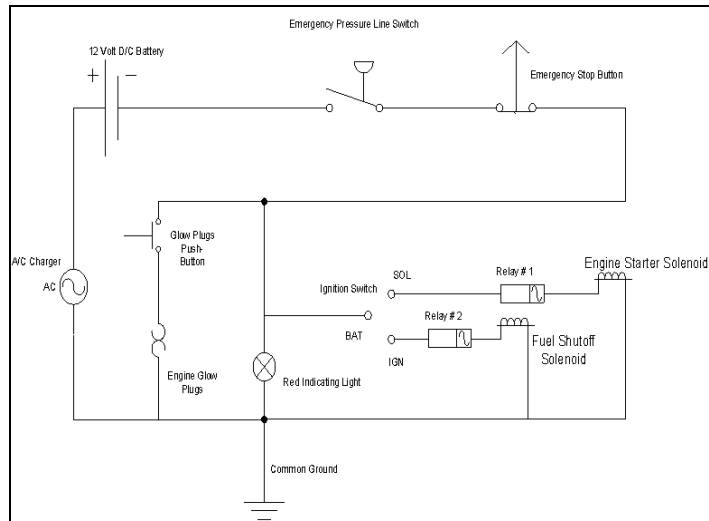 Emergency Pressure Line Switch
12 Volt D/C Battery
+ −
Emergency Stop Button
Glow Plugs
Push-
Button
A/C Charger
AC
Engine Starter Solenoid
Relay # 1
SOL
Ignition Switch
Relay # 2
BAT
IGN
Fuel Shutoff
Solenoid
Engine Glow
Plugs
Red Indicating Light
Common Ground